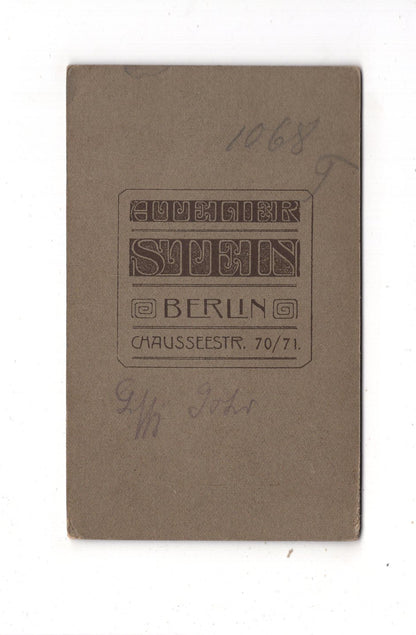 1068
ATELIER
STEIN
BERLIN
CHAUSSEESTR. 70/71.